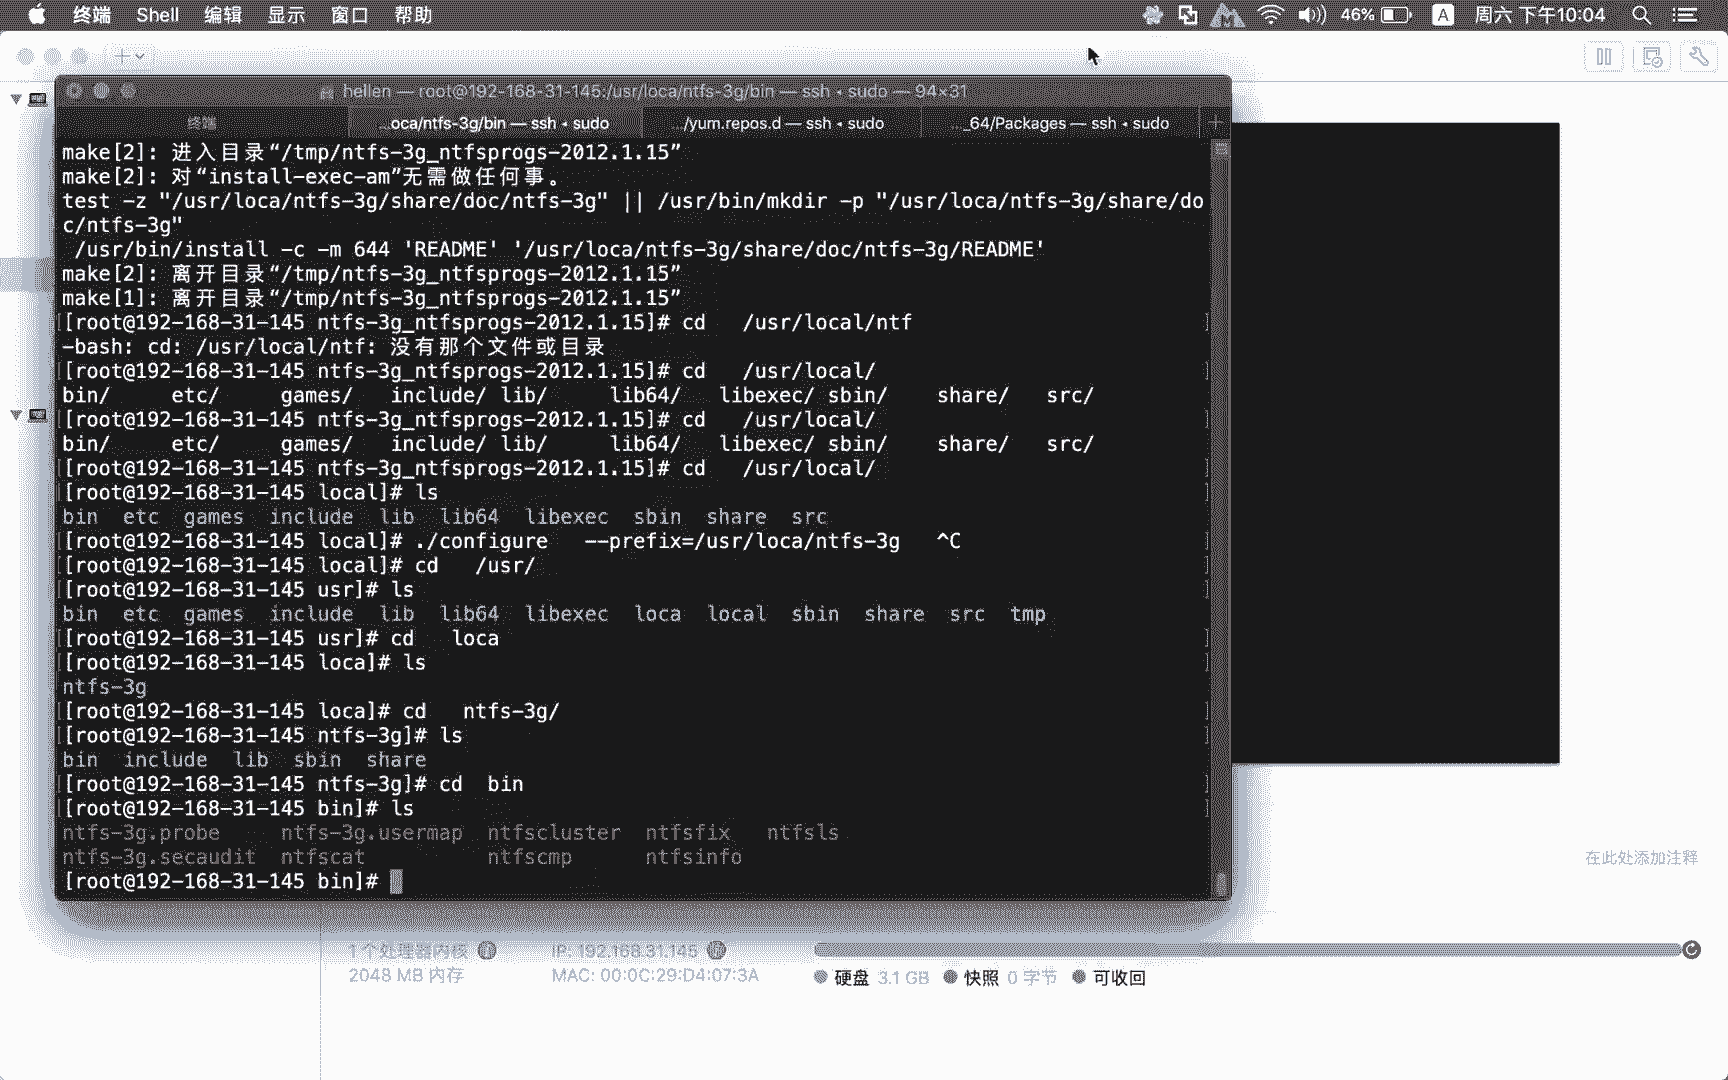 终端 Shell 编辑 显示 窗口 帮助 46% A 周六 下午10:04
hellen — root@192-168-31-145:/usr/loca/ntfs-3g/bin — ssh • sudo — 94×31
终端 ...oca/ntfs-3g/bin — ssh • sudo .../yum.repos.d — ssh • sudo ..._64/Packages — ssh • sudo
make[2]: 进入目录“/tmp/ntfs-3g_ntfsprogs-2012.1.15”
make[2]: 对“install-exec-am”无需做任何事。
test -z "/usr/loca/ntfs-3g/share/doc/ntfs-3g" || /usr/bin/mkdir -p "/usr/loca/ntfs-3g/share/do
c/ntfs-3g"
/usr/bin/install -c -m 644 'README' '/usr/loca/ntfs-3g/share/doc/ntfs-3g/README'
make[2]: 离开目录“/tmp/ntfs-3g_ntfsprogs-2012.1.15”
make[1]: 离开目录“/tmp/ntfs-3g_ntfsprogs-2012.1.15”
[[root@192-168-31-145 ntfs-3g_ntfsprogs-2012.1.15]# cd   /usr/local/ntf ]
-bash: cd: /usr/local/ntf: 没有那个文件或目录
[[root@192-168-31-145 ntfs-3g_ntfsprogs-2012.1.15]# cd   /usr/local/ ]
bin/     etc/     games/   include/ lib/     lib64/   libexec/ sbin/    share/   src/
[[root@192-168-31-145 ntfs-3g_ntfsprogs-2012.1.15]# cd   /usr/local/ ]
bin/     etc/     games/   include/ lib/     lib64/   libexec/ sbin/    share/   src/
[[root@192-168-31-145 ntfs-3g_ntfsprogs-2012.1.15]# cd   /usr/local/ ]
[[root@192-168-31-145 local]# ls ]
bin  etc  games  include  lib  lib64  libexec  sbin  share  src
[[root@192-168-31-145 local]# ./configure   --prefix=/usr/loca/ntfs-3g   ^C ]
[[root@192-168-31-145 local]# cd   /usr/ ]
[[root@192-168-31-145 usr]# ls ]
bin  etc  games  include  lib  lib64  libexec  loca  local  sbin  share  src  tmp
[[root@192-168-31-145 usr]# cd   loca ]
[[root@192-168-31-145 loca]# ls ]
ntfs-3g
[[root@192-168-31-145 loca]# cd   ntfs-3g/ ]
[[root@192-168-31-145 ntfs-3g]# ls ]
bin  include  lib  sbin  share
[[root@192-168-31-145 ntfs-3g]# cd  bin ]
[[root@192-168-31-145 bin]# ls ]
ntfs-3g.probe     ntfs-3g.usermap  ntfscluster  ntfsfix   ntfsls
ntfs-3g.secaudit  ntfscat          ntfscmp      ntfsinfo
[root@192-168-31-145 bin]#
在此处添加注释
1 个处理器内核 IP: 192.168.31.145
2048 MB 内存 MAC: 00:0C:29:D4:07:3A 硬盘 3.1 GB 快照 0 字节 可收回